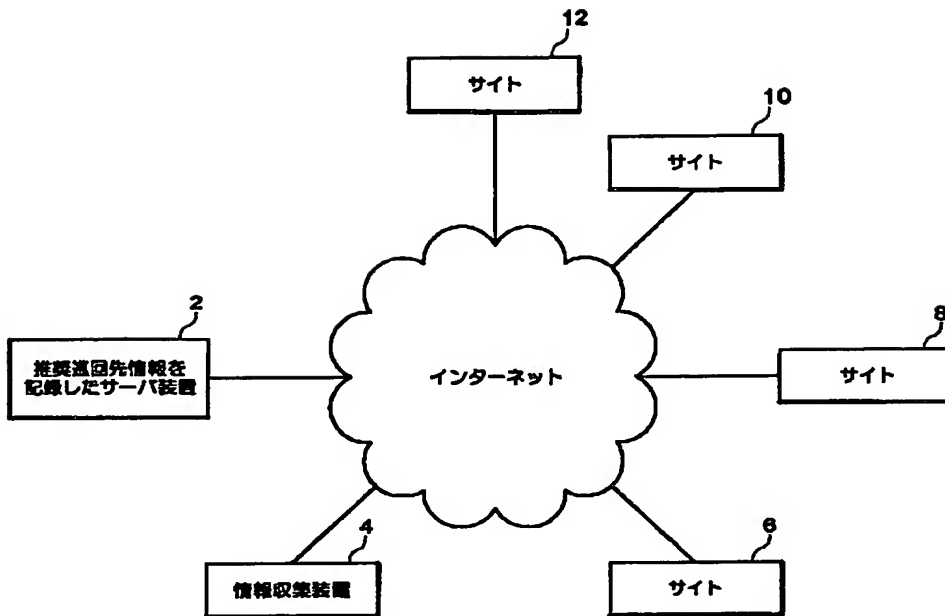 12
サイト
10
サイト
2
推奨巡回先情報を
記録したサーバ装置
インターネット
8
サイト
4
情報収集装置
6
サイト